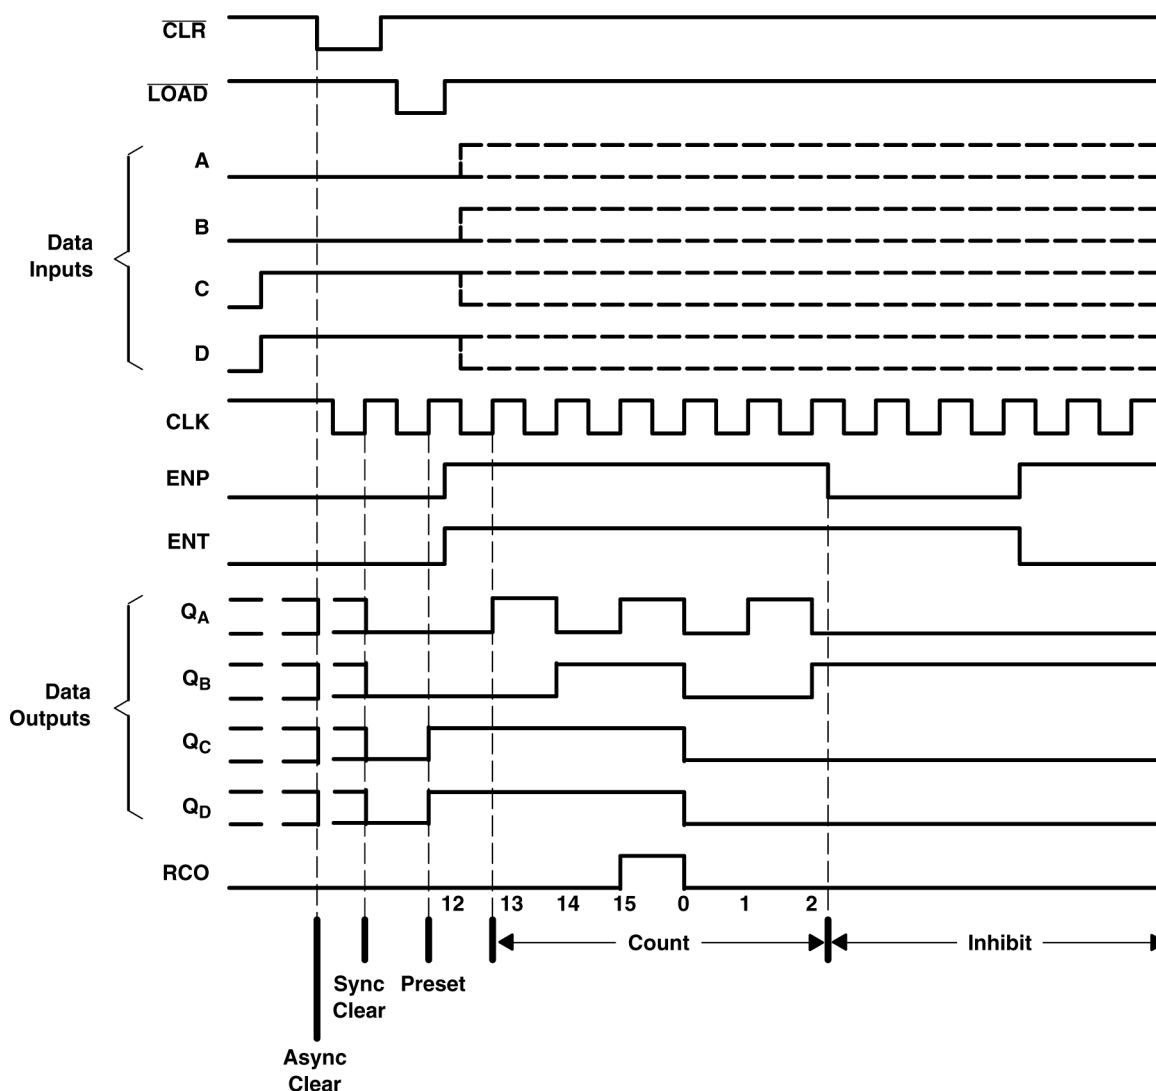 CLR
LOAD
A
B
Data
Inputs
C
D
CLK
ENP
ENT
QA
QB
Data
Outputs
QC
QD
RCO
12 13 14 15 0 1 2
Count Inhibit
Sync
Clear
Preset
Async
Clear